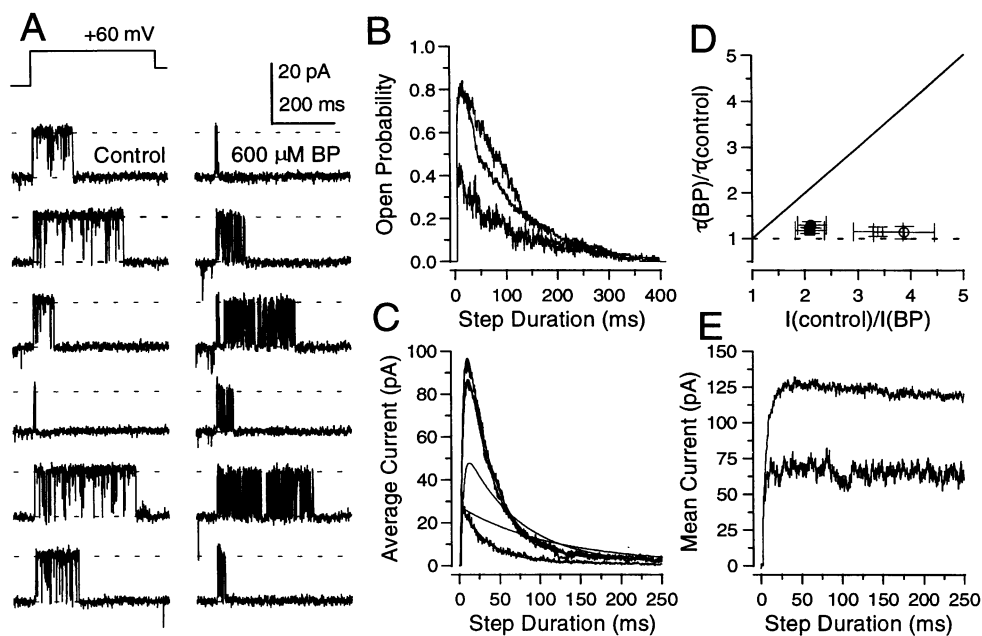 A
+60 mV
20 pA
200 ms
Control
600 µM BP
B
Open Probability
1.0
0.8
0.6
0.4
0.2
0.0
0
100
200
300
400
Step Duration (ms)
C
Average Current (pA)
100
80
60
40
20
0
0
50
100
150
200
250
Step Duration (ms)
D
τ(BP)/τ(control)
5
4
3
2
1
1
2
3
4
5
I(control)/I(BP)
E
Mean Current (pA)
150
125
100
75
50
25
0
0
50
100
150
200
250
Step Duration (ms)